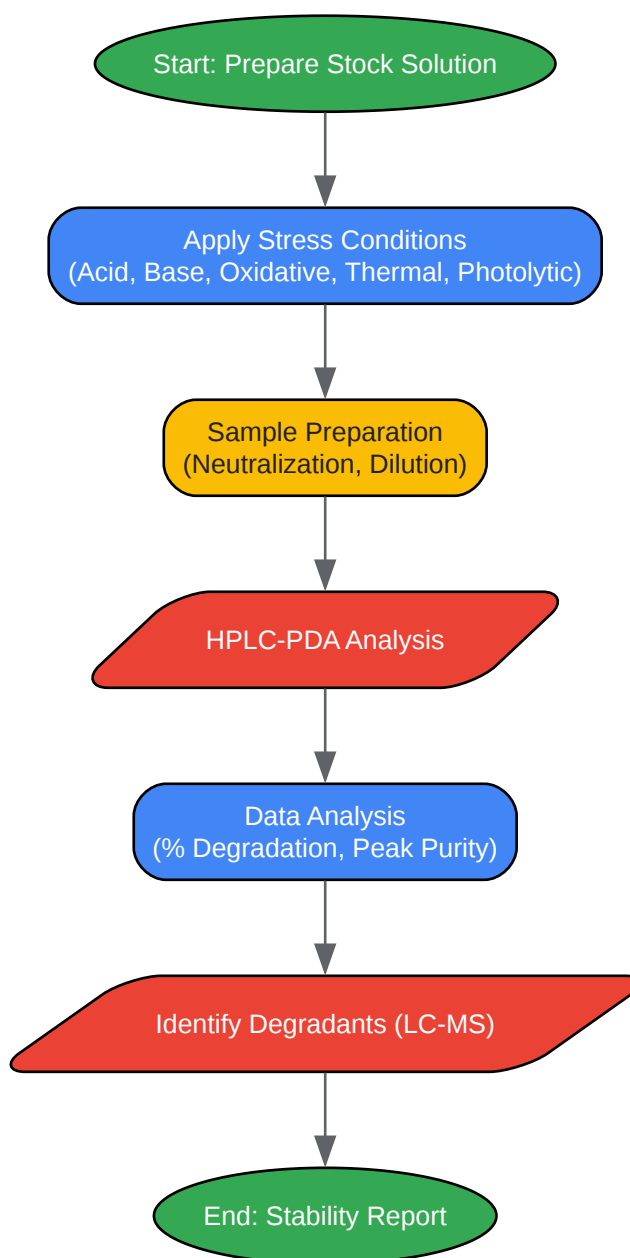 Start: Prepare Stock Solution
Apply Stress Conditions
(Acid, Base, Oxidative, Thermal, Photolytic)
Sample Preparation
(Neutralization, Dilution)
HPLC-PDA Analysis
Data Analysis
(% Degradation, Peak Purity)
Identify Degradants (LC-MS)
End: Stability Report